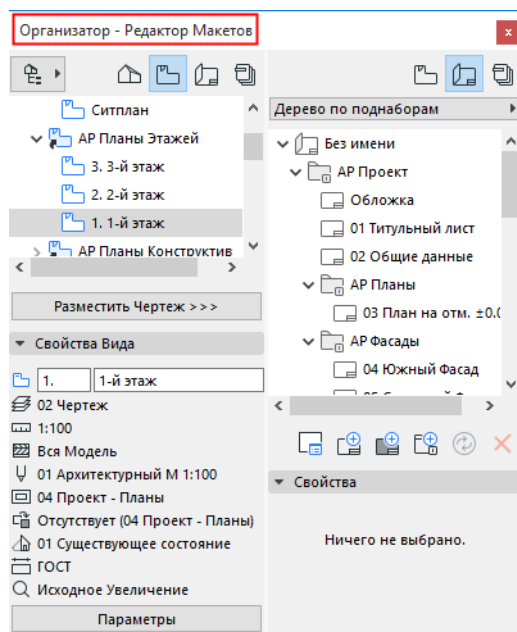 Организатор - Редактор Макетов
x
Ситплан
АР Планы Этажей
3. 3-й этаж
2. 2-й этаж
1. 1-й этаж
АР Планы Конструктив
Разместить Чертеж >>>
Свойства Вида
1. 1-й этаж
02 Чертеж
1:100
Вся Модель
01 Архитектурный М 1:100
04 Проект - Планы
Отсутствует (04 Проект - Планы)
01 Существующее состояние
ГОСТ
Исходное Увеличение
Параметры
Дерево по поднаборам
Без имени
АР Проект
Обложка
01 Титульный лист
02 Общие данные
АР Планы
03 План на отм. ±0.0
АР Фасады
04 Южный Фасад
Свойства
Ничего не выбрано.